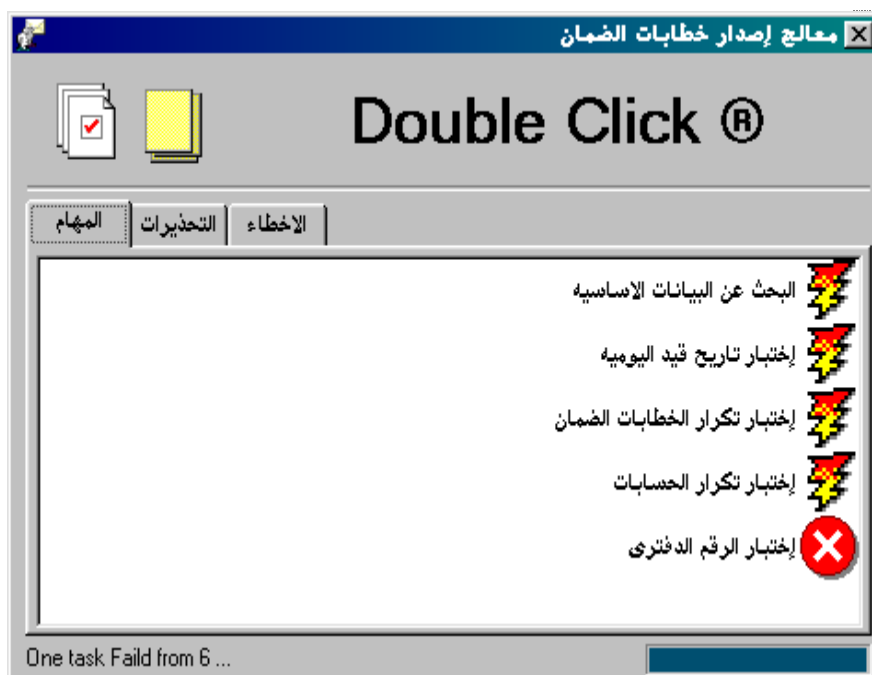 معالج إصدار خطابات الضمان
Double Click ®
المهام
التحذيرات
الاخطاء
البحث عن البيانات الاساسيه
إختبار تاريخ قيد اليوميه
إختبار تكرار الخطابات الضمان
إختبار تكرار الحسابات
إختبار الرقم الدفترى
One task Faild from 6 ...